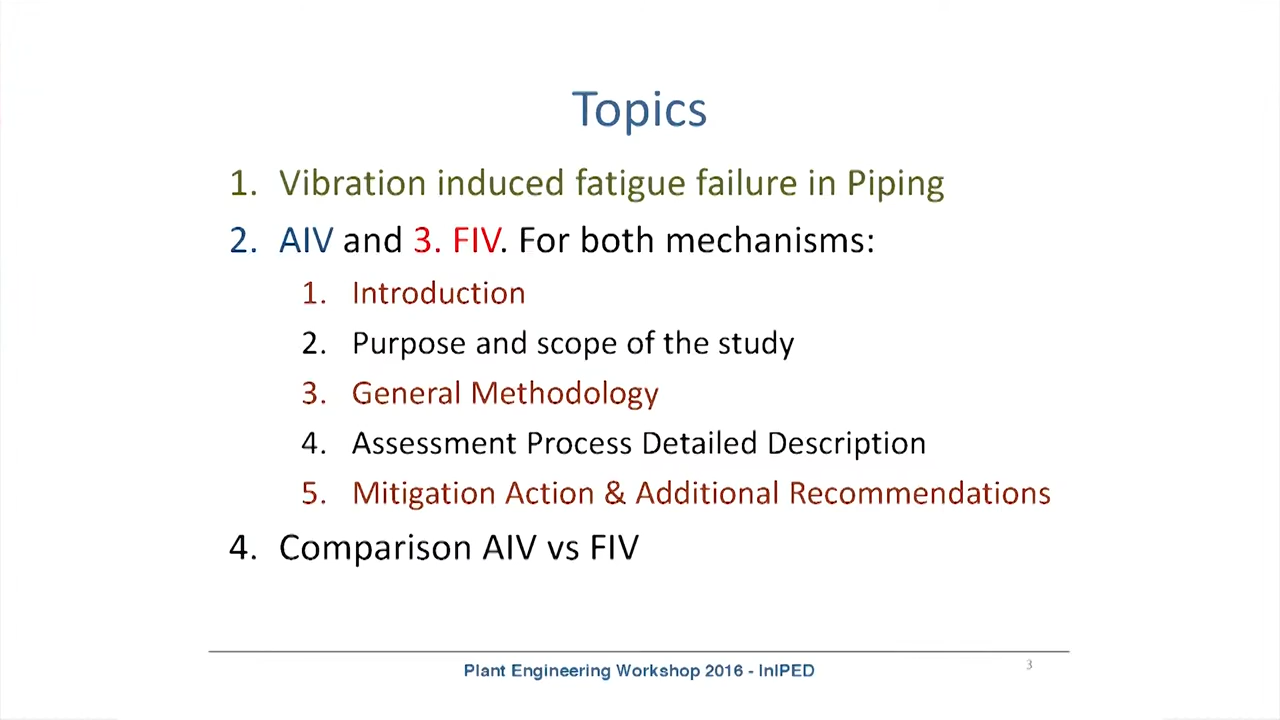 Topics
1. Vibration induced fatigue failure in Piping
2. AIV and 3. FIV. For both mechanisms:
1. Introduction
2. Purpose and scope of the study
3. General Methodology
4. Assessment Process Detailed Description
5. Mitigation Action & Additional Recommendations
4. Comparison AIV vs FIV
Plant Engineering Workshop 2016 - InIPED
3